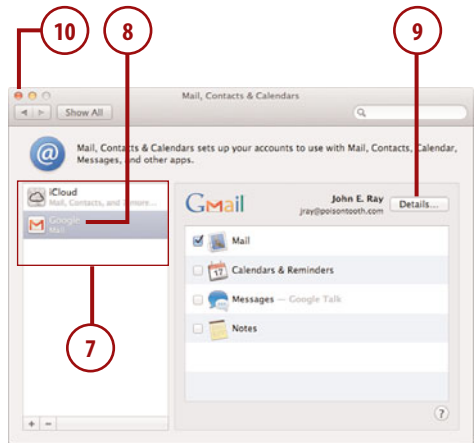 10
8
9
Mail, Contacts & Calendars
Show All
@
Mail, Contacts & Calendars sets up your accounts to use with Mail, Contacts, Calendar,
Messages, and other apps.
iCloud
Mail, Contacts, and 4 more...
Google
Mail
7
Gmail
John E. Ray
jray@poisontooth.com
Details...
Mail
17
Calendars & Reminders
Messages — Google Talk
Notes
+ −
?